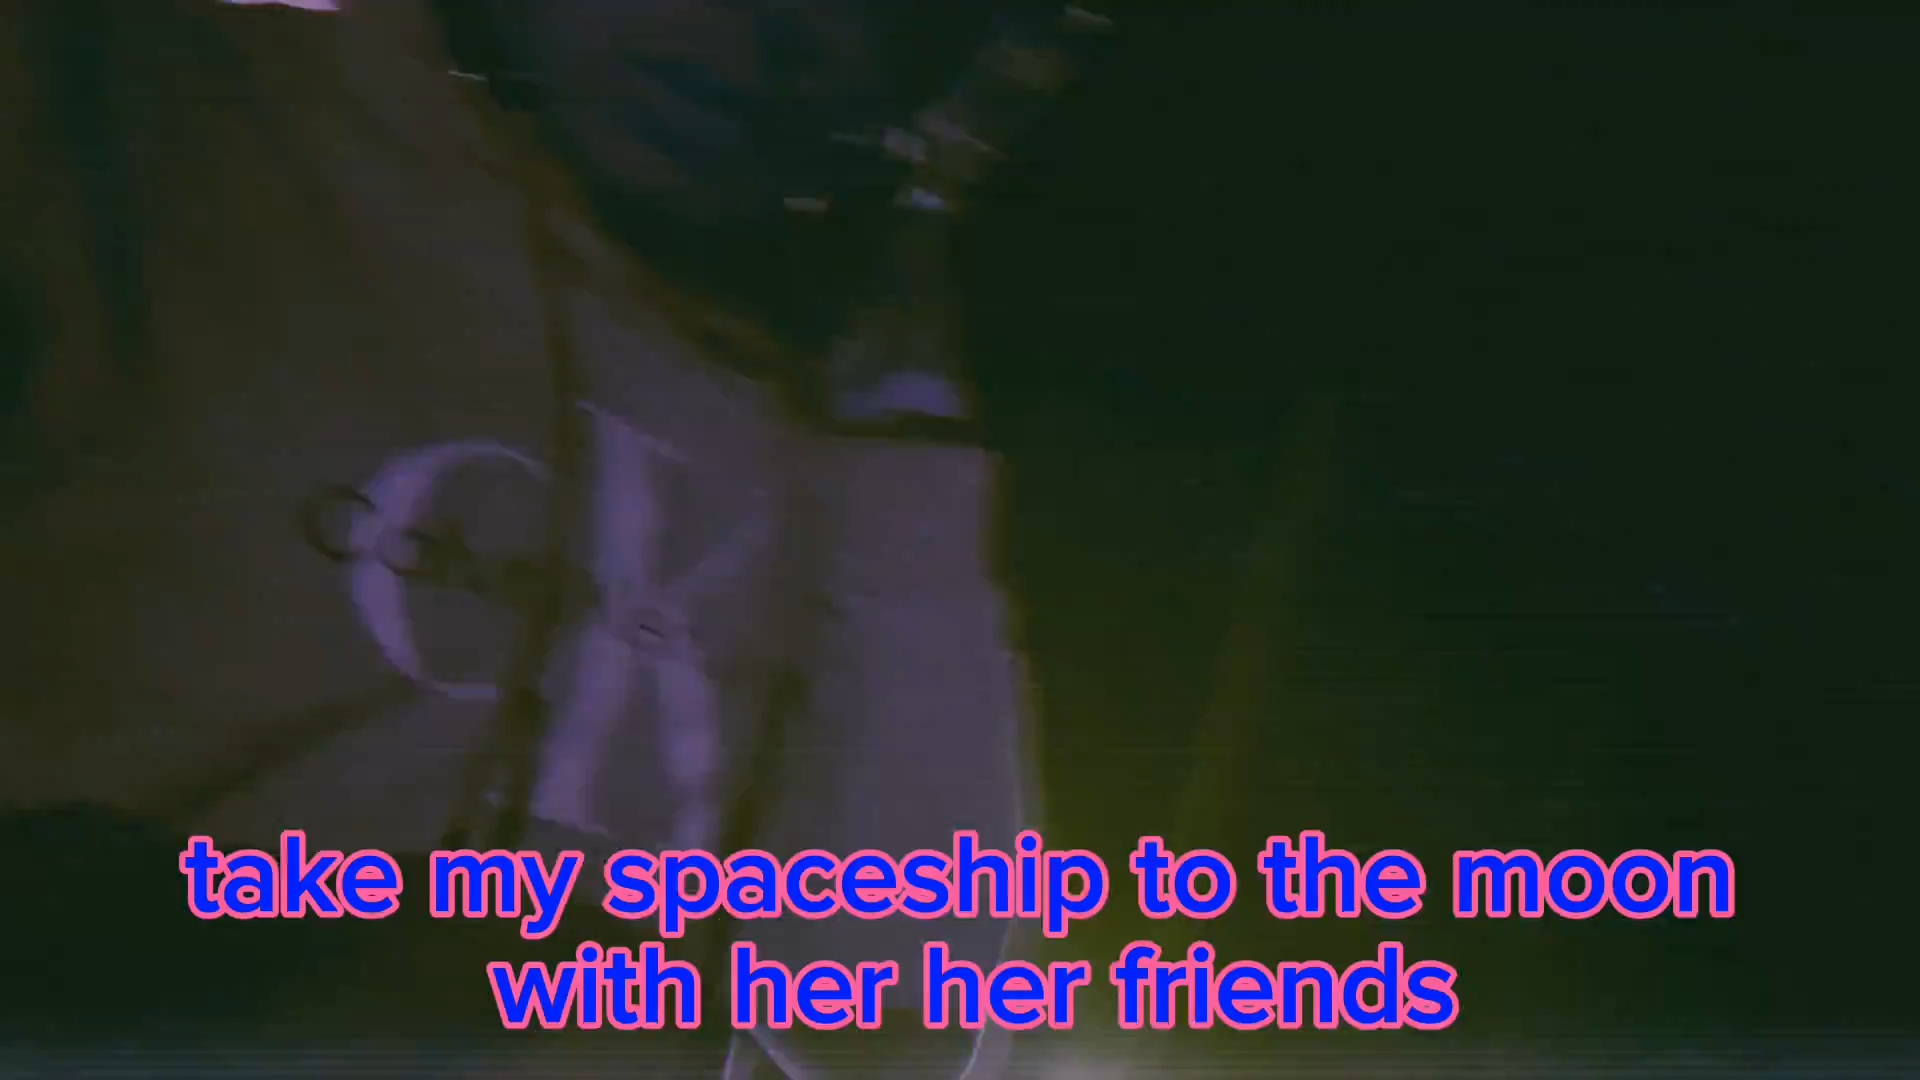 take my spaceship to the moon
with her her friends